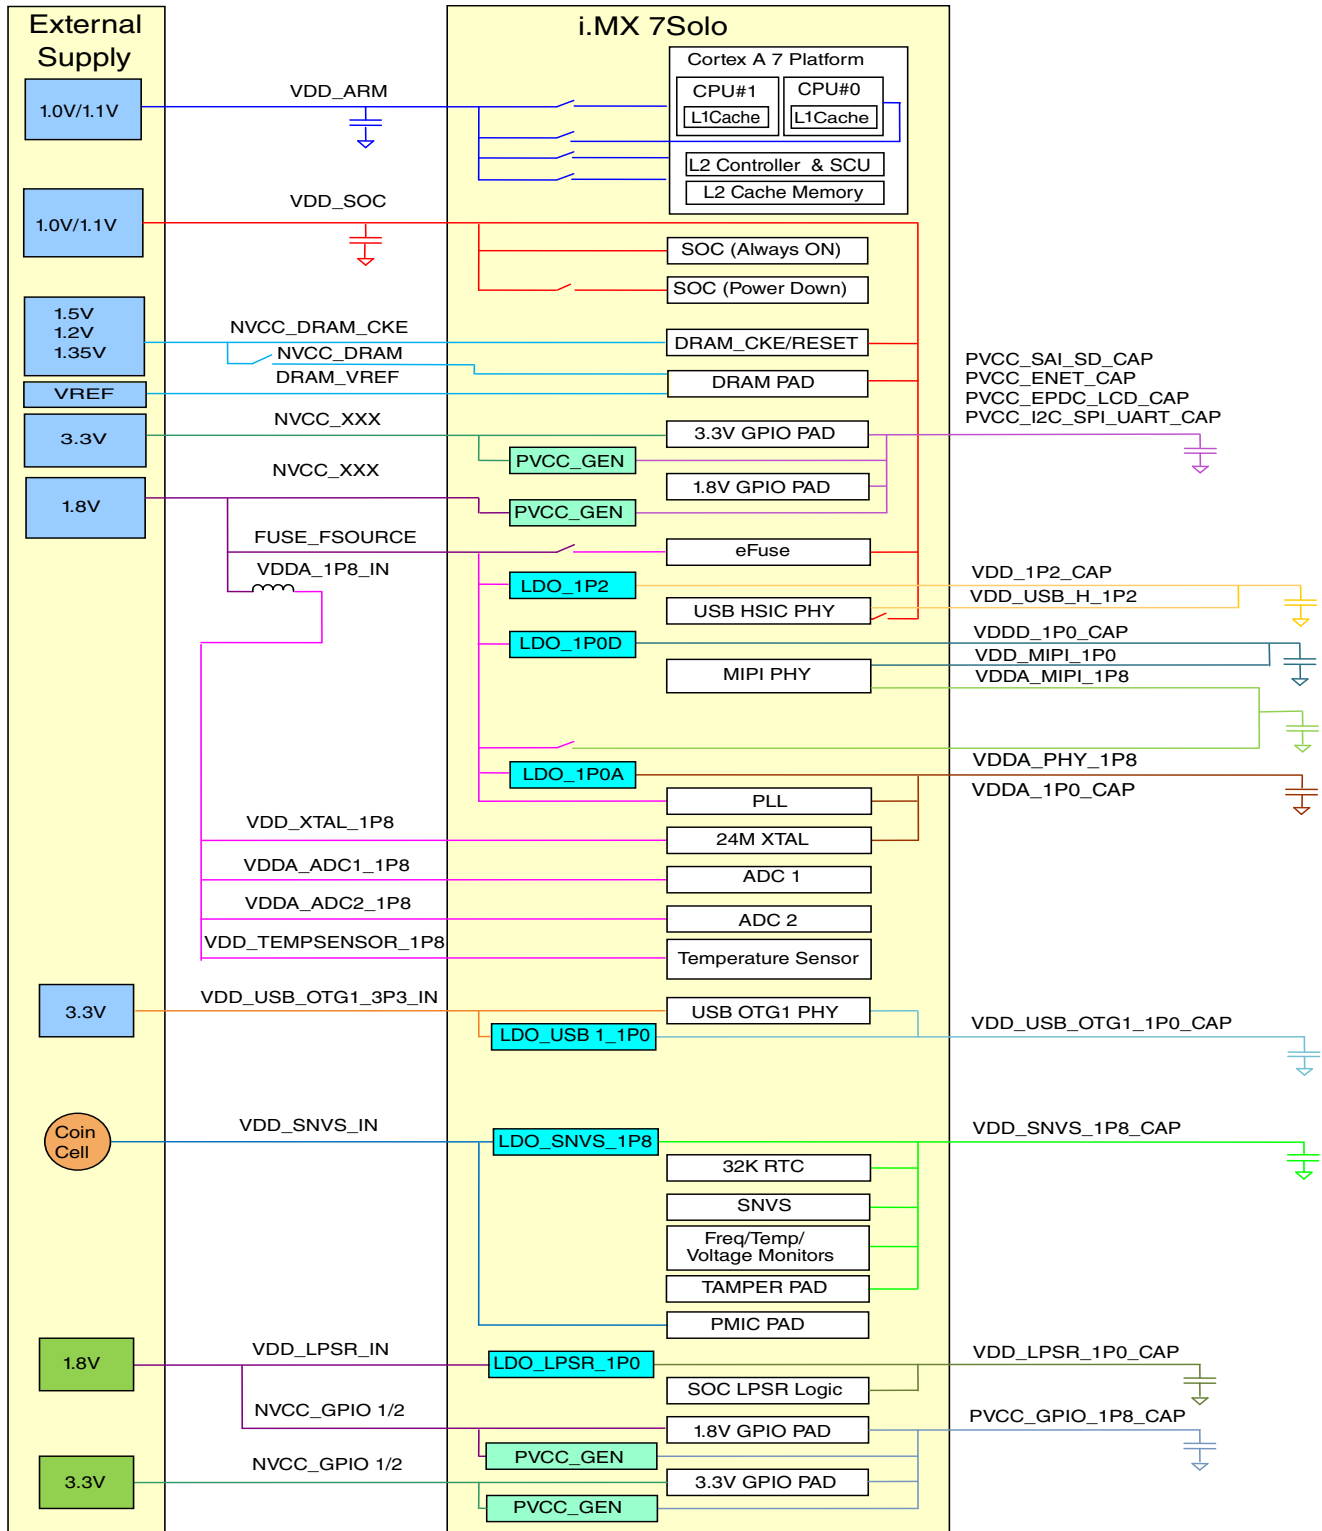 External
Supply
i.MX 7Solo
Cortex A 7 Platform
CPU#1
CPU#0
L1Cache
L1Cache
L2 Controller & SCU
L2 Cache Memory
1.0V/1.1V
VDD_ARM
1.0V/1.1V
VDD_SOC
SOC (Always ON)
SOC (Power Down)
1.5V
1.2V
1.35V
NVCC_DRAM_CKE
DRAM_CKE/RESET
NVCC_DRAM
DRAM_VREF
DRAM PAD
VREF
PVCC_SAI_SD_CAP
PVCC_ENET_CAP
PVCC_EPDC_LCD_CAP
PVCC_I2C_SPI_UART_CAP
3.3V
NVCC_XXX
3.3V GPIO PAD
PVCC_GEN
NVCC_XXX
1.8V GPIO PAD
1.8V
PVCC_GEN
FUSE_FSOURCE
eFuse
VDDA_1P8_IN
LDO_1P2
VDD_1P2_CAP
VDD_USB_H_1P2
USB HSIC PHY
LDO_1P0D
VDDD_1P0_CAP
VDD_MIPI_1P0
MIPI PHY
VDDA_MIPI_1P8
VDDA_PHY_1P8
LDO_1P0A
VDDA_1P0_CAP
PLL
VDD_XTAL_1P8
24M XTAL
VDDA_ADC1_1P8
ADC 1
VDDA_ADC2_1P8
ADC 2
VDD_TEMPSENSOR_1P8
Temperature Sensor
3.3V
VDD_USB_OTG1_3P3_IN
USB OTG1 PHY
LDO_USB 1_1P0
VDD_USB_OTG1_1P0_CAP
Coin
Cell
VDD_SNVS_IN
LDO_SNVS_1P8
VDD_SNVS_1P8_CAP
32K RTC
SNVS
Freq/Temp/
Voltage Monitors
TAMPER PAD
PMIC PAD
1.8V
VDD_LPSR_IN
LDO_LPSR_1P0
VDD_LPSR_1P0_CAP
SOC LPSR Logic
NVCC_GPIO 1/2
1.8V GPIO PAD
PVCC_GPIO_1P8_CAP
PVCC_GEN
3.3V
NVCC_GPIO 1/2
3.3V GPIO PAD
PVCC_GEN